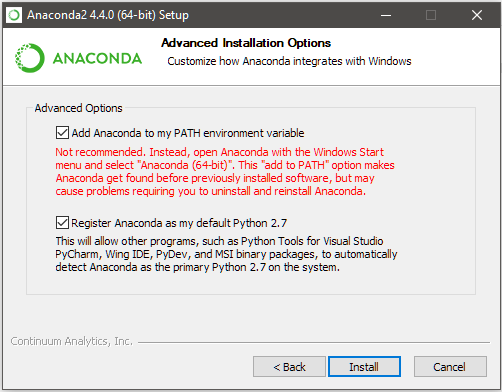 Anaconda2 4.4.0 (64-bit) Setup
ANACONDA
Advanced Installation Options
Customize how Anaconda integrates with Windows
Advanced Options
Add Anaconda to my PATH environment variable
Not recommended. Instead, open Anaconda with the Windows Start
menu and select "Anaconda (64-bit)". This "add to PATH" option makes
Anaconda get found before previously installed software, but may
cause problems requiring you to uninstall and reinstall Anaconda.
Register Anaconda as my default Python 2.7
This will allow other programs, such as Python Tools for Visual Studio
PyCharm, Wing IDE, PyDev, and MSI binary packages, to automatically
detect Anaconda as the primary Python 2.7 on the system.
Continuum Analytics, Inc.
< Back
Install
Cancel